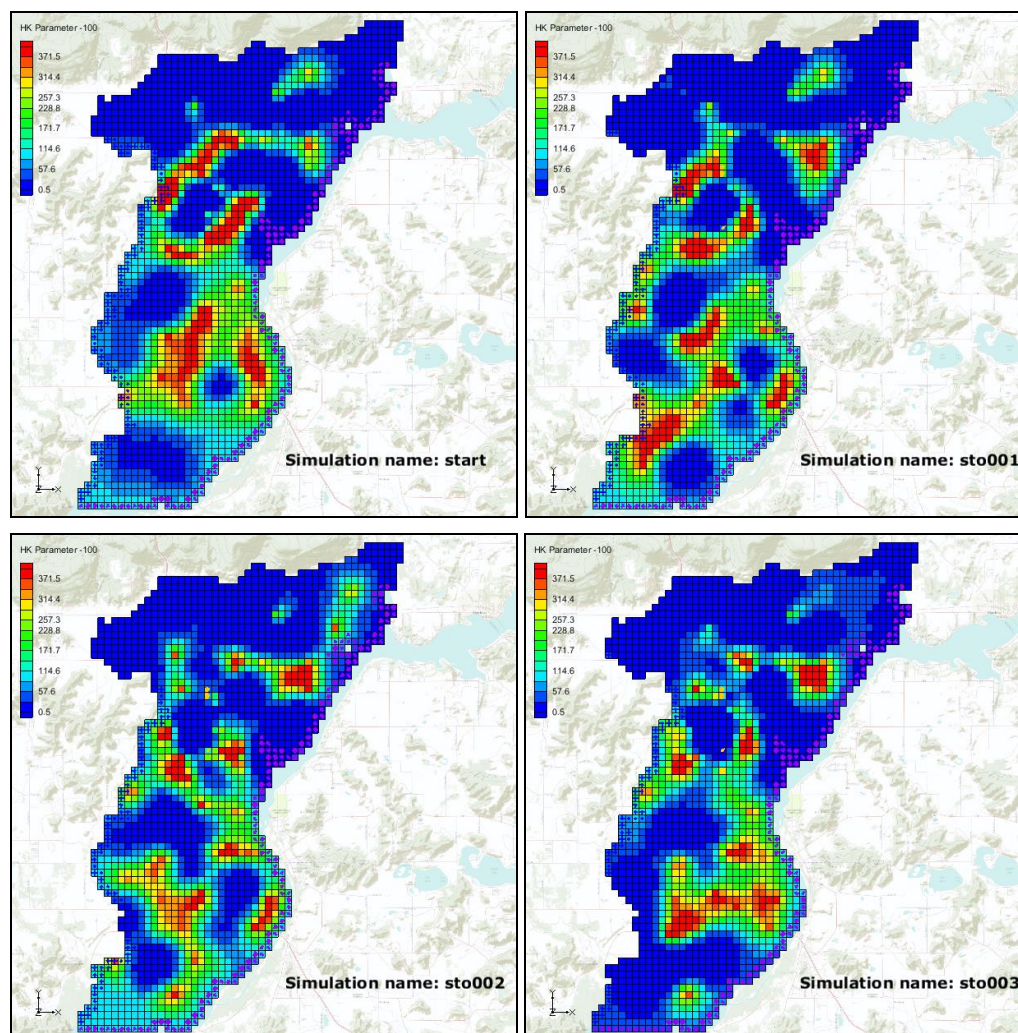 HK Parameter -100
371.5
314.4
257.3
228.8
171.7
114.6
57.6
0.5
Simulation name: start
Y
Z
X
HK Parameter -100
371.5
314.4
257.3
228.8
171.7
114.6
57.6
0.5
Simulation name: sto001
Y
Z
X
HK Parameter -100
371.5
314.4
257.3
228.8
171.7
114.6
57.6
0.5
Simulation name: sto002
Y
Z
X
HK Parameter -100
371.5
314.4
257.3
228.8
171.7
114.6
57.6
0.5
Simulation name: sto003
Y
Z
X